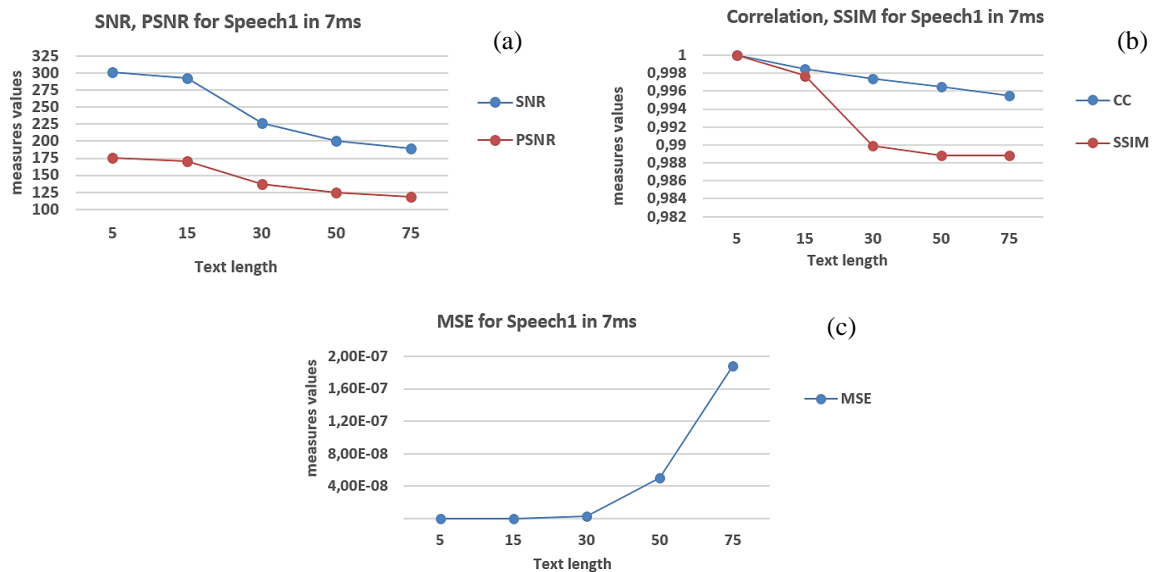 SNR, PSNR for Speech1 in 7ms
(a)
325
300
275
250
225
200
175
150
125
100
measures values
5 15 30 50 75
Text length
SNR
PSNR
Correlation, SSIM for Speech1 in 7ms
(b)
1
0,998
0,996
0,994
0,992
0,99
0,988
0,986
0,984
0,982
measures values
5 15 30 50 75
Text length
CC
SSIM
MSE for Speech1 in 7ms
(c)
2,00E-07
1,60E-07
1,20E-07
8,00E-08
4,00E-08
measures values
5 15 30 50 75
Text length
MSE